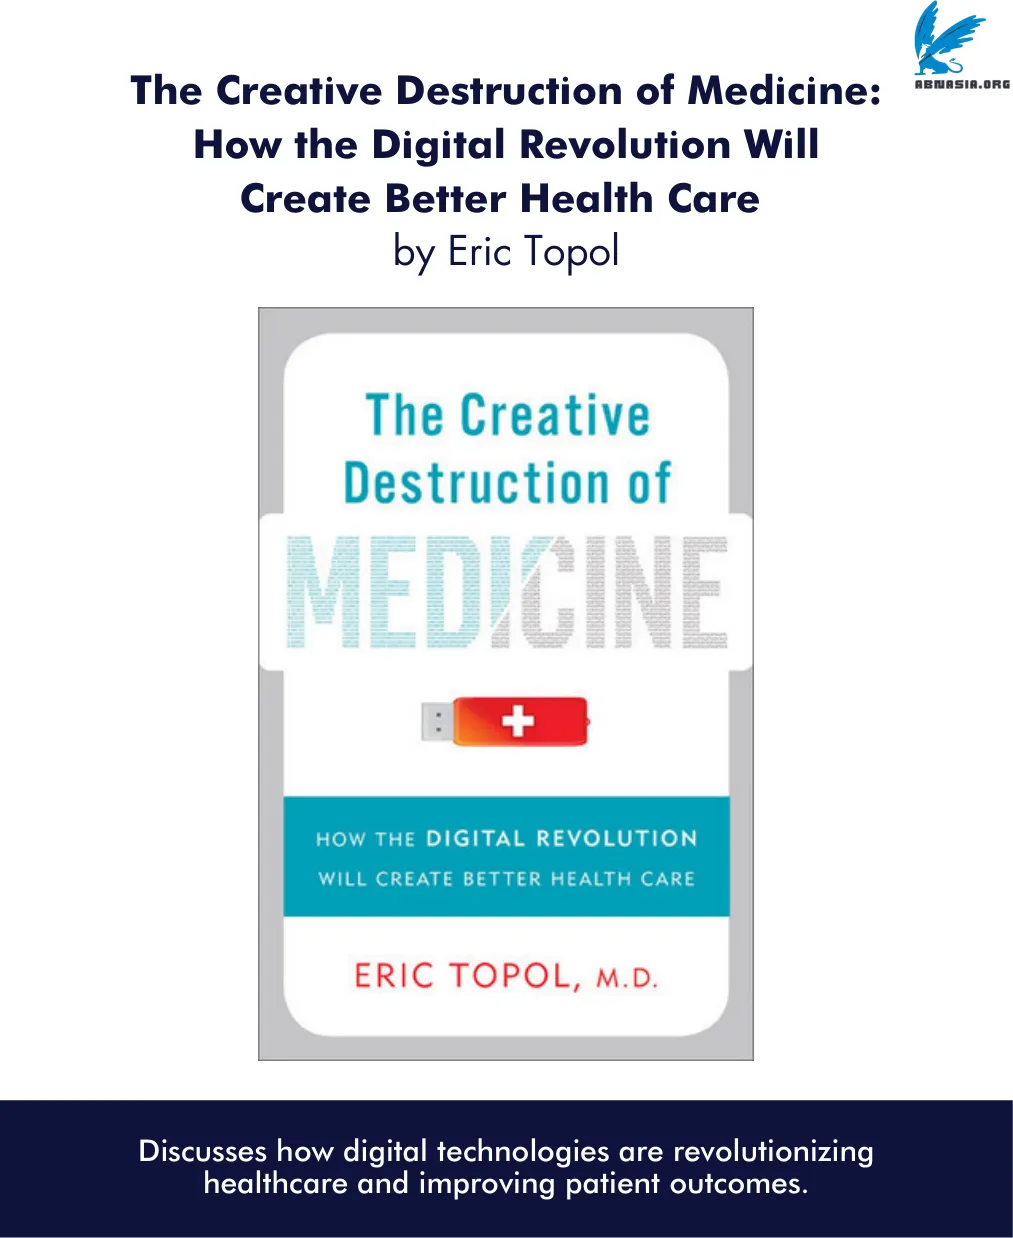 ABNASIA.ORG
The Creative Destruction of Medicine:
How the Digital Revolution Will
Create Better Health Care
by Eric Topol
The Creative
Destruction of
MEDICINE
HOW THE DIGITAL REVOLUTION
WILL CREATE BETTER HEALTH CARE
ERIC TOPOL, M.D.
Discusses how digital technologies are revolutionizing
healthcare and improving patient outcomes.